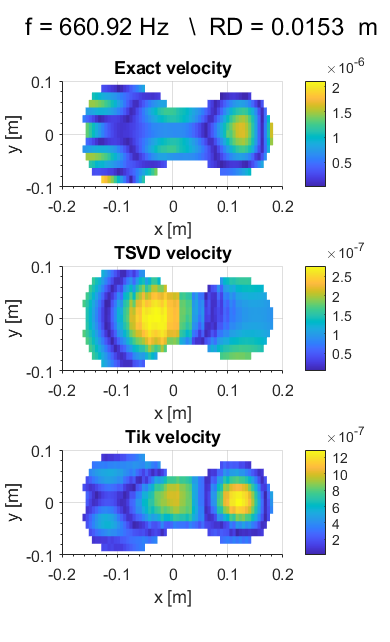 f = 660.92 Hz \ RD = 0.0153 m
Exact velocity
×10⁻⁶
0.1
0
-0.1
y [m]
-0.2 -0.1 0 0.1 0.2
x [m]
2
1.5
1
0.5
TSVD velocity
×10⁻⁷
0.1
0
-0.1
y [m]
-0.2 -0.1 0 0.1 0.2
x [m]
2.5
2
1.5
1
0.5
Tik velocity
×10⁻⁷
0.1
0
-0.1
y [m]
-0.2 -0.1 0 0.1 0.2
x [m]
12
10
8
6
4
2